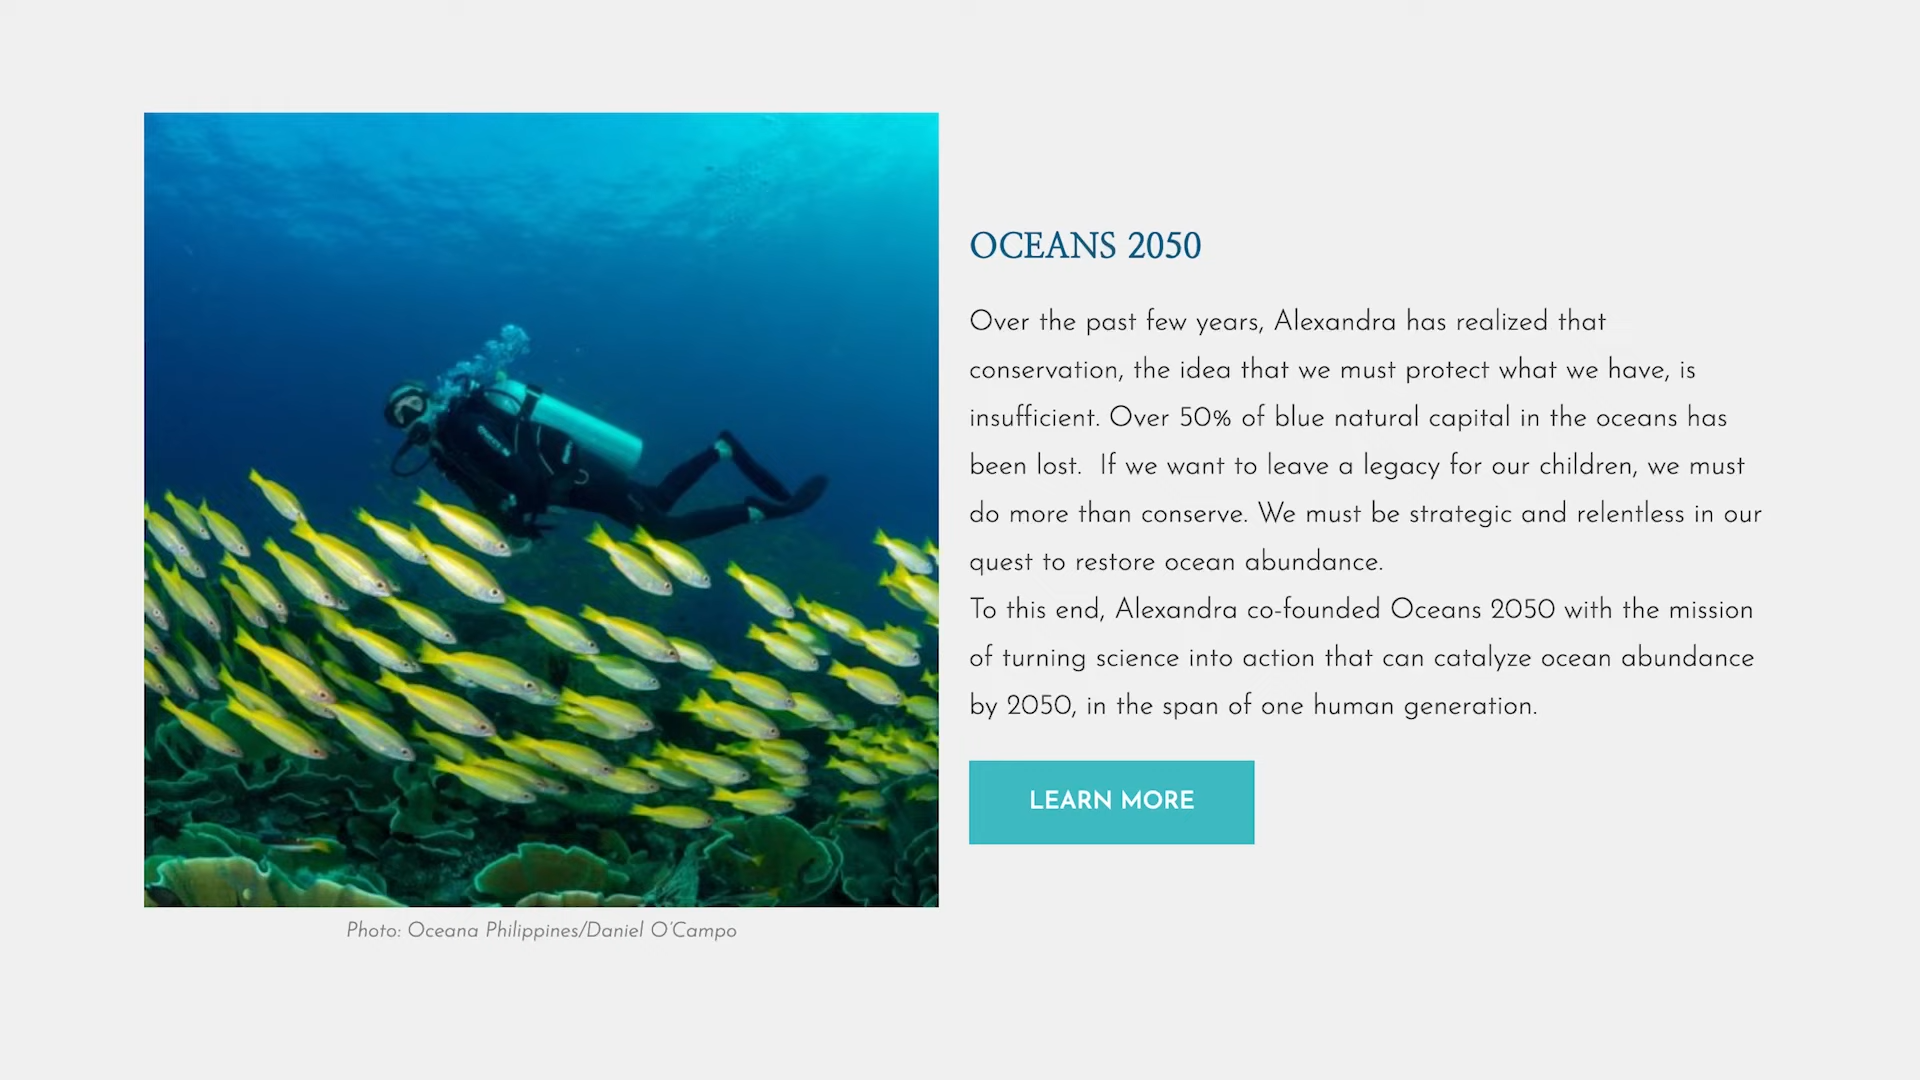 OCEANS 2050
Over the past few years, Alexandra has realized that
conservation, the idea that we must protect what we have, is
insufficient. Over 50% of blue natural capital in the oceans has
been lost.  If we want to leave a legacy for our children, we must
do more than conserve. We must be strategic and relentless in our
quest to restore ocean abundance.
To this end, Alexandra co-founded Oceans 2050 with the mission
of turning science into action that can catalyze ocean abundance
by 2050, in the span of one human generation.
LEARN MORE
Photo: Oceana Philippines/Daniel O'Campo